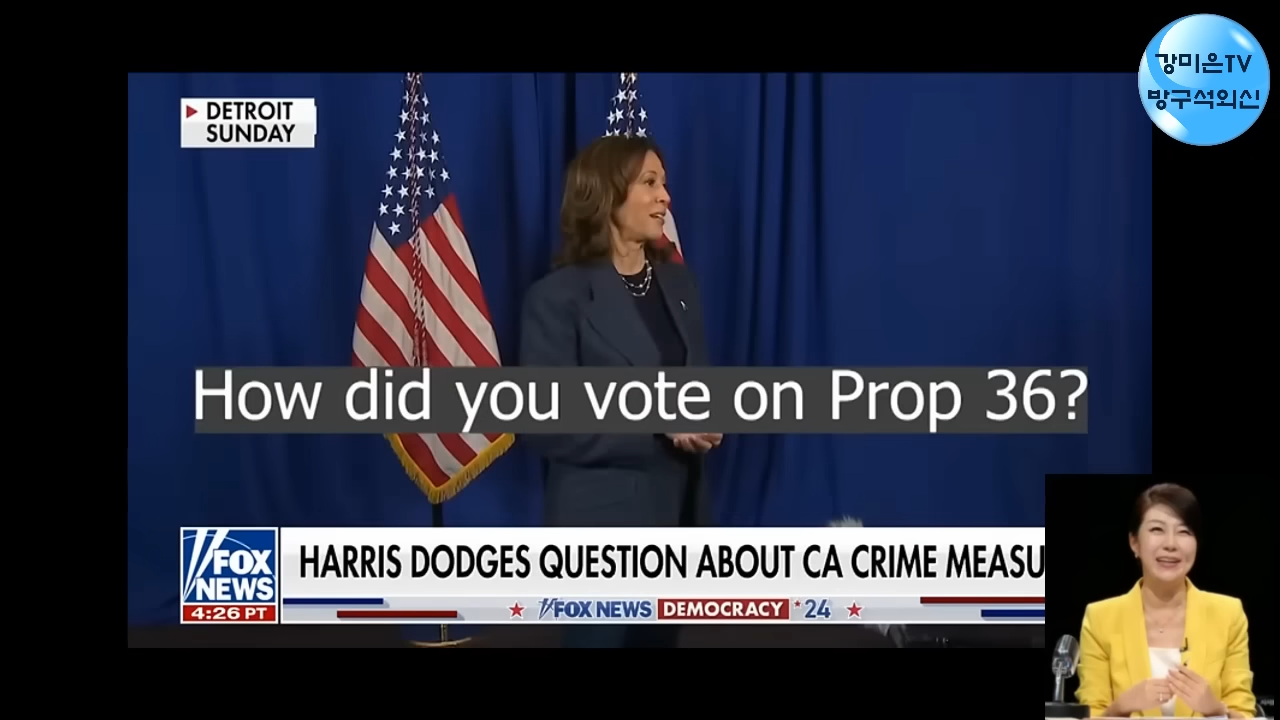 강미은TV
방구석외신
DETROIT
SUNDAY
How did you vote on Prop 36?
FOX
NEWS
4:26 PT
HARRIS DODGES QUESTION ABOUT CA CRIME MEASU
FOX NEWS DEMOCRACY '24